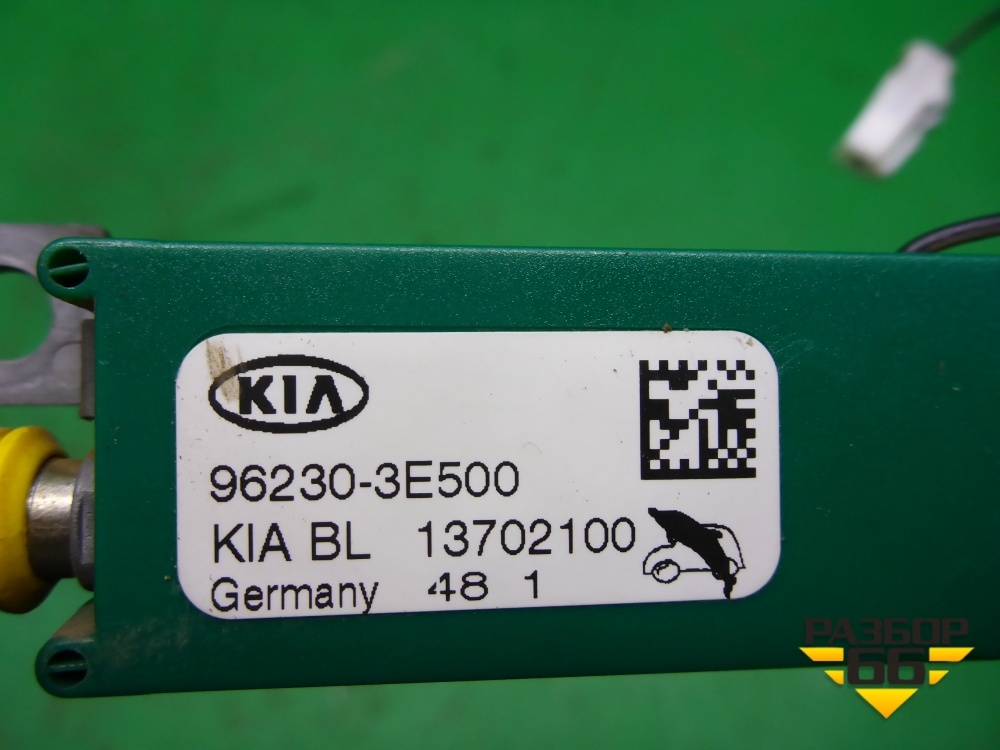 KIA
96230-3E500
KIA BL 13702100
Germany 48 1
РАЗБОР
66